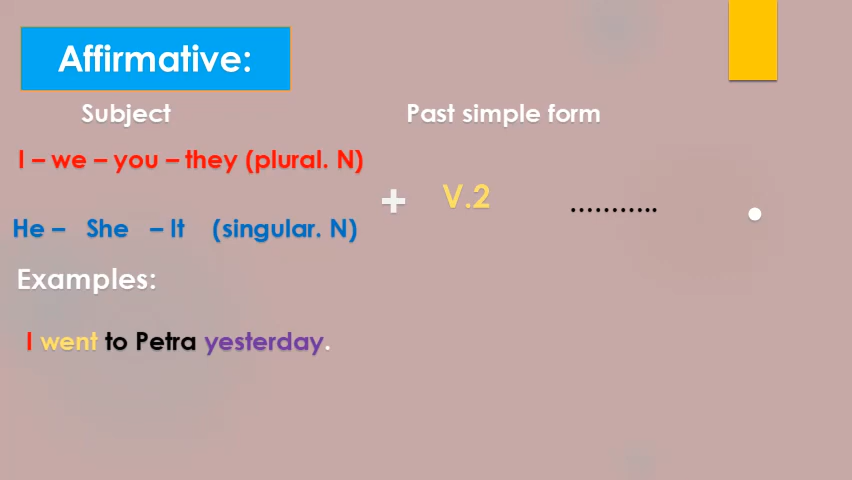 Affirmative:
Subject Past simple form
I – we – you – they (plural. N)
+ V.2 ........... .
He – She – It (singular. N)
Examples:
I went to Petra yesterday.